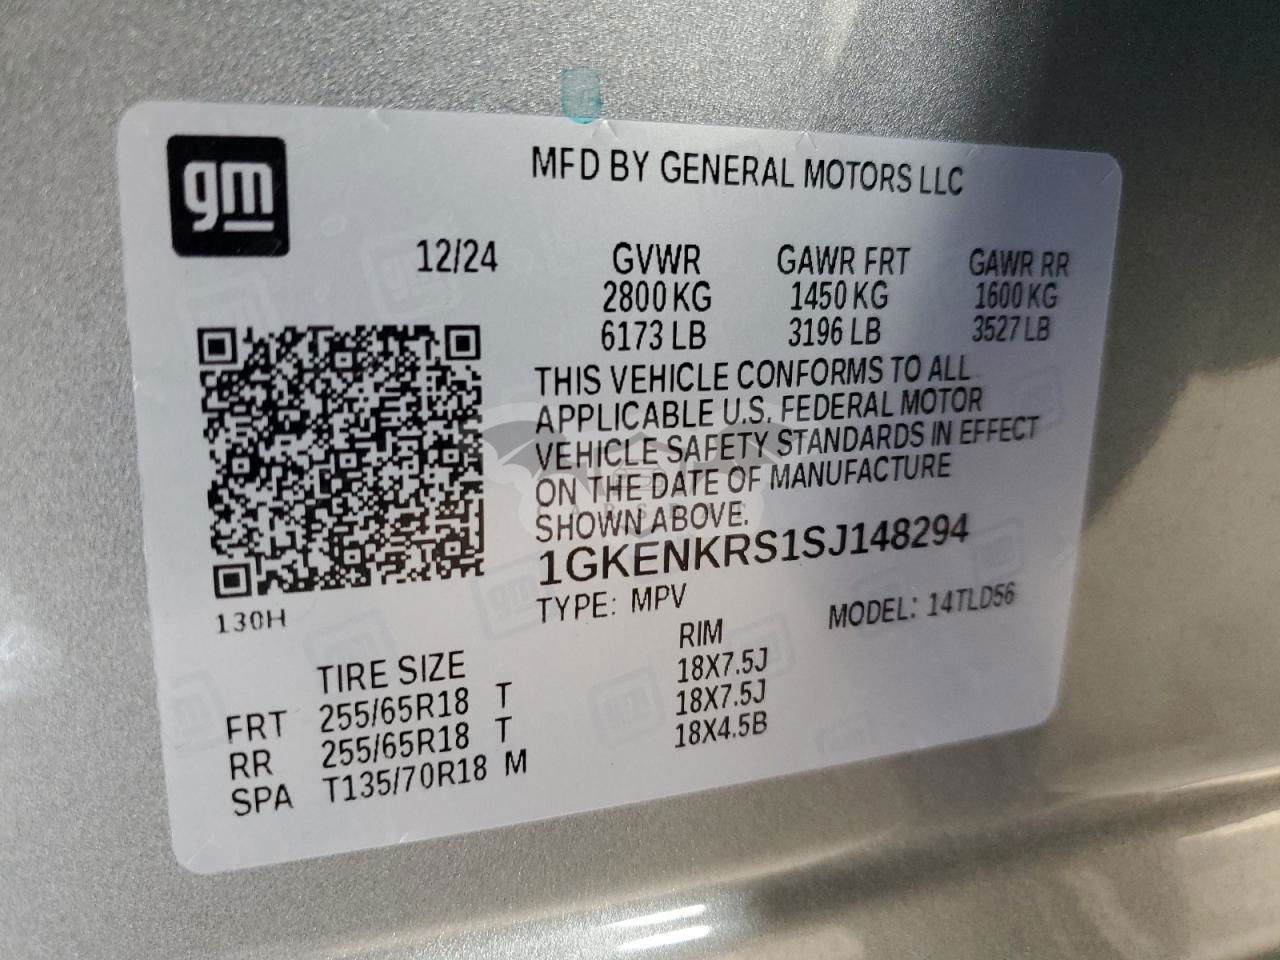 gm
MFD BY GENERAL MOTORS LLC
12/24 GVWR GAWR FRT GAWR RR
2800 KG 1450 KG 1600 KG
6173 LB 3196 LB 3527 LB
THIS VEHICLE CONFORMS TO ALL
APPLICABLE U.S. FEDERAL MOTOR
VEHICLE SAFETY STANDARDS IN EFFECT
ON THE DATE OF MANUFACTURE
SHOWN ABOVE.
1GKENKRS1SJ148294
TYPE: MPV MODEL: 14TLD56
130H
TIRE SIZE RIM
FRT 255/65R18 T 18X7.5J
RR 255/65R18 T 18X7.5J
SPA T135/70R18 M 18X4.5B